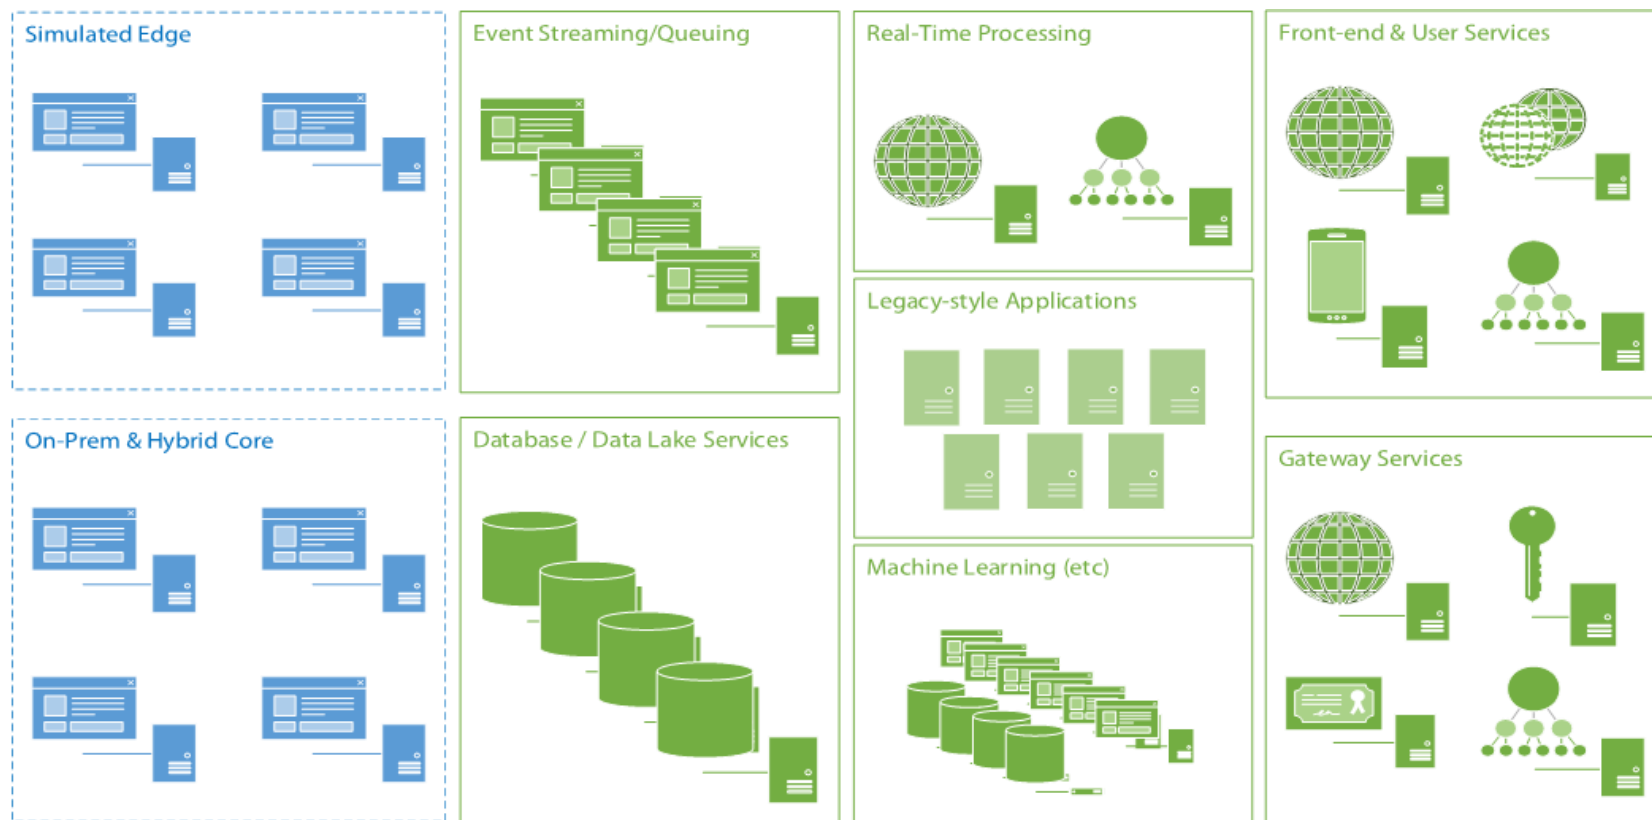 Simulated Edge
Event Streaming/Queuing
Real-Time Processing
Front-end & User Services
Legacy-style Applications
On-Prem & Hybrid Core
Database / Data Lake Services
Gateway Services
Machine Learning (etc)